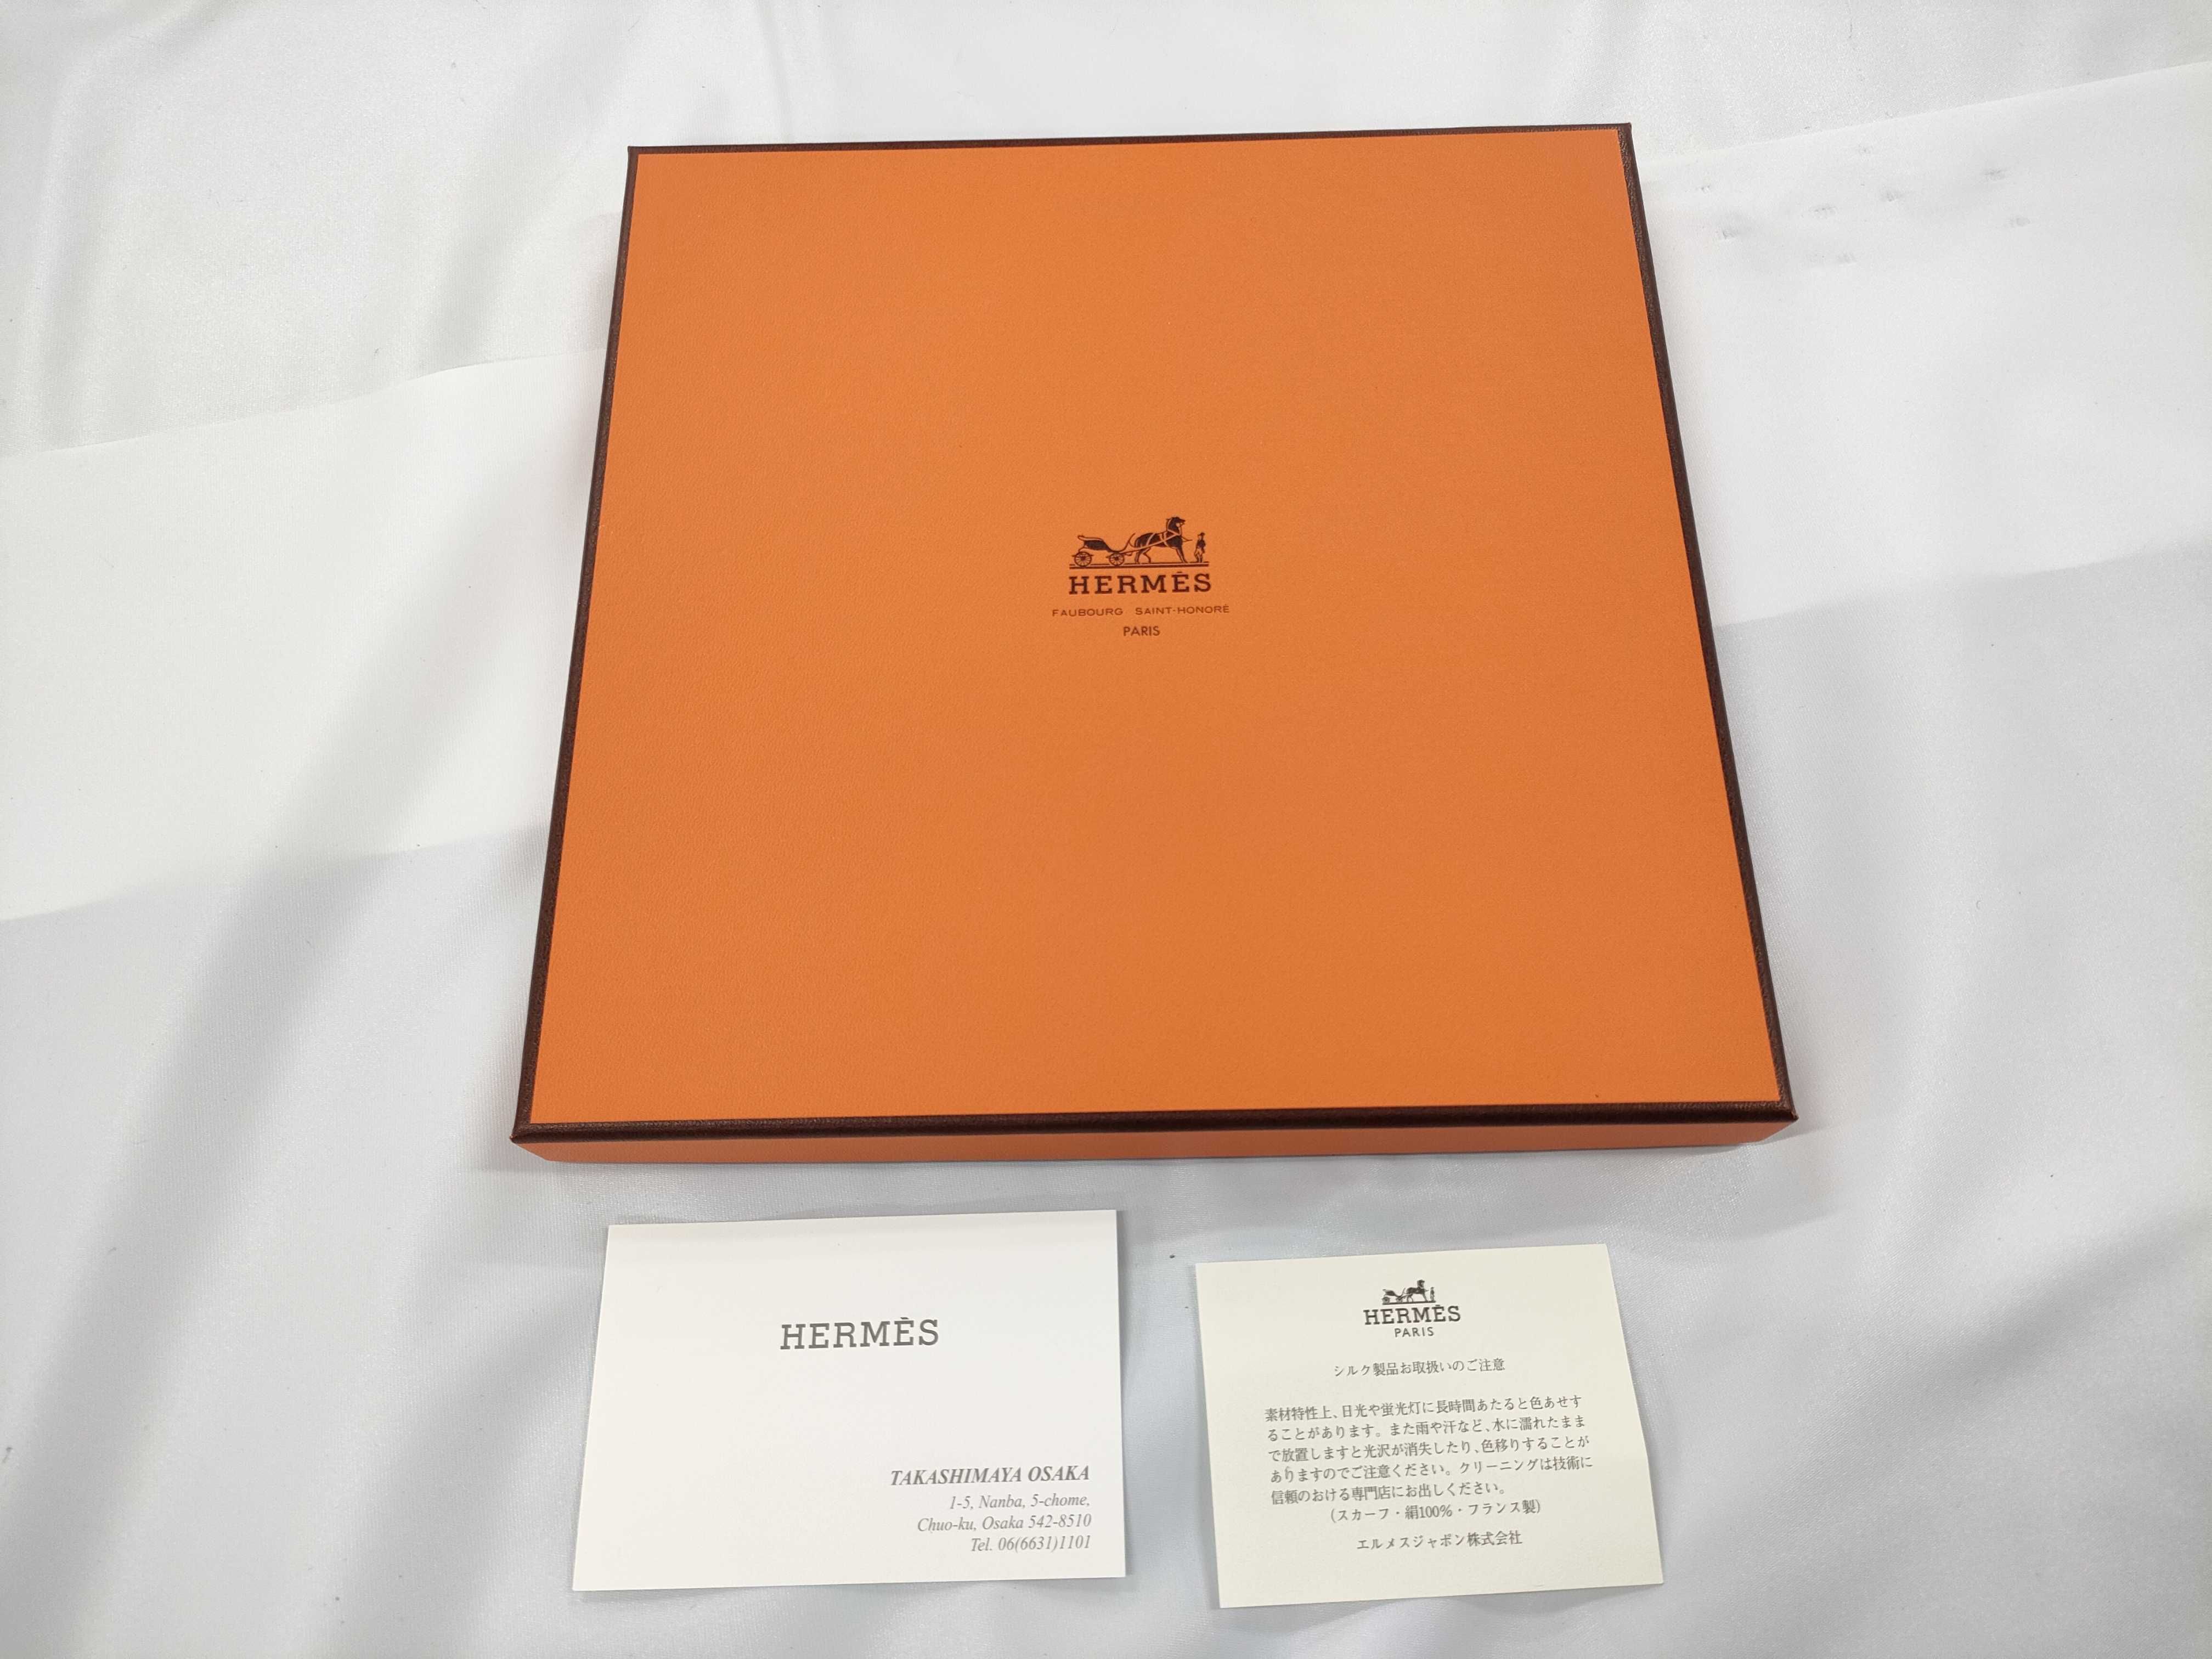 HERMÈS
FAUBOURG SAINT-HONORÉ
PARIS
HERMÈS
TAKASHIMAYA OSAKA
1-5, Nanba, 5-chome,
Chuo-ku, Osaka 542-8510
Tel. 06(6631)1101
HERMÈS
PARIS
シルク製品お取扱いのご注意
素材特性上、日光や蛍光灯に長時間あたると色あせす
ることがあります。また雨や汗など、水に濡れたまま
で放置しますと光沢が消失したり、色移りすることが
ありますのでご注意ください。クリーニングは技術に
信頼のおける専門店にお出しください。
(スカーフ・絹100%・フランス製)
エルメスジャポン株式会社